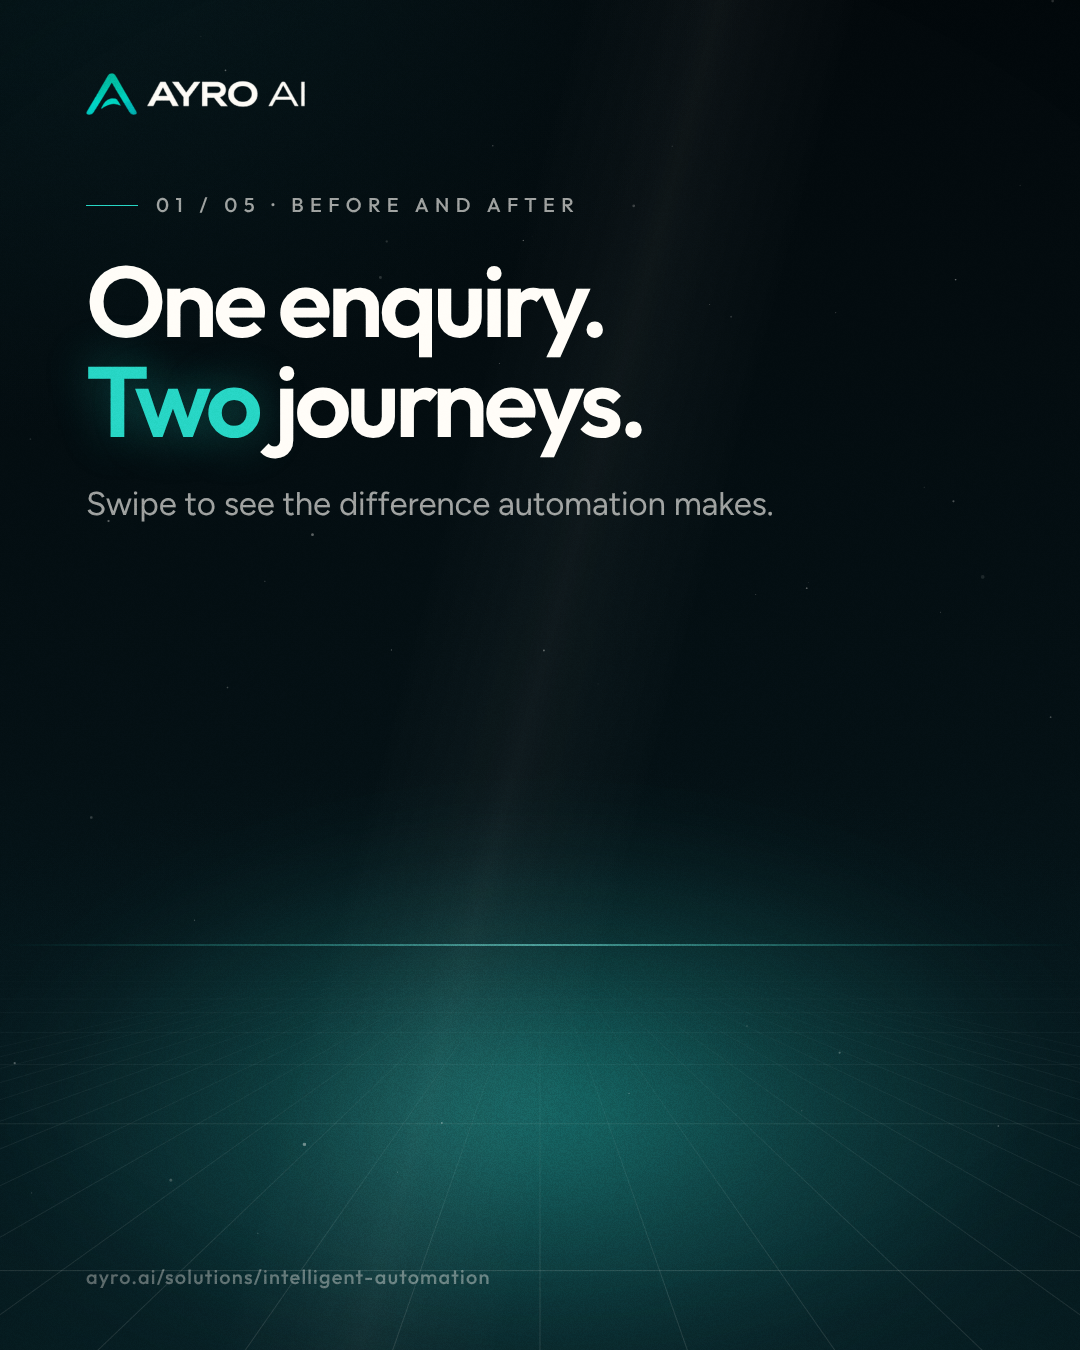 AYRO AI
01 / 05 · BEFORE AND AFTER
One enquiry.
Two journeys.
Swipe to see the difference automation makes.
ayro.ai/solutions/intelligent-automation